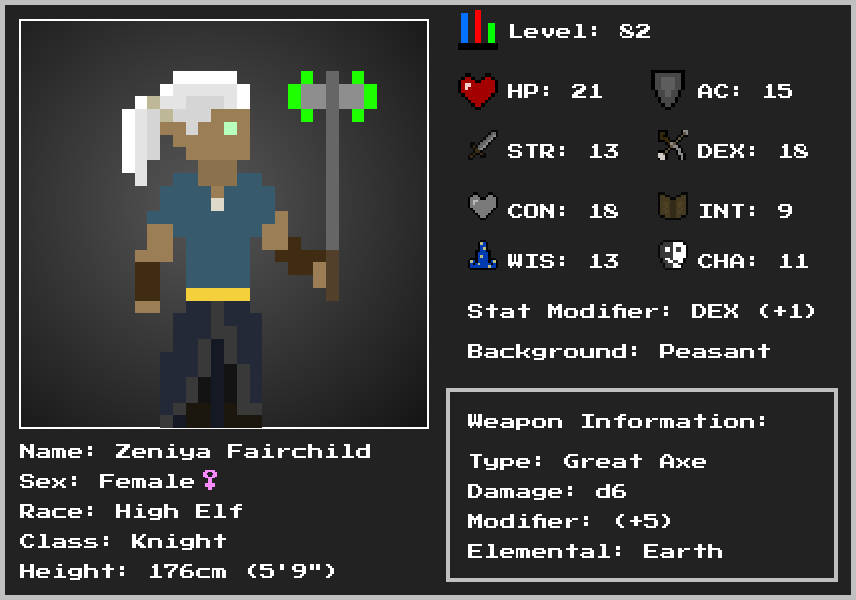 Level: 82
HP: 21
AC: 15
STR: 13
DEX: 18
CON: 18
INT: 9
WIS: 13
CHA: 11
Stat Modifier: DEX (+1)
Background: Peasant
Name: Zeniya Fairchild
Sex: Female♀
Race: High Elf
Class: Knight
Height: 176cm (5'9")
Weapon Information:
Type: Great Axe
Damage: d6
Modifier: (+5)
Elemental: Earth